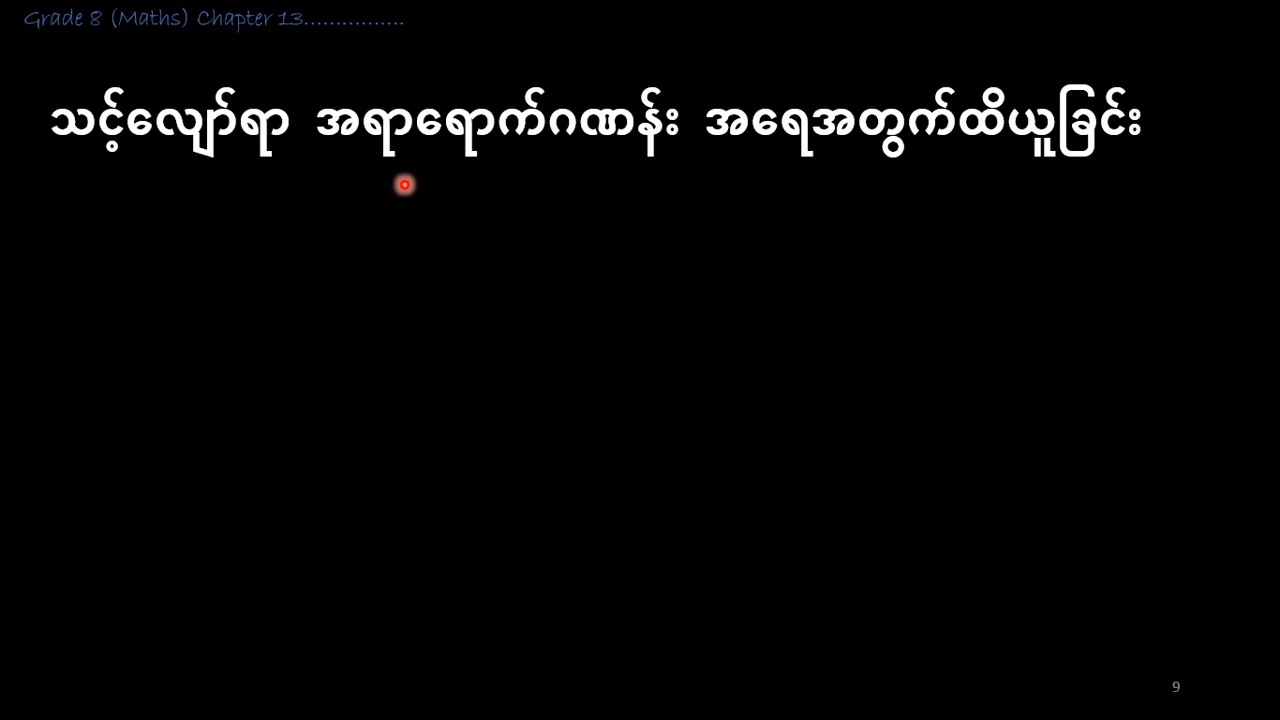 Grade 8 (Maths) Chapter 13................
သင့်လျော်ရာ အရာရောက်ဂဏန်း အရေအတွက်ထိယူခြင်း
9